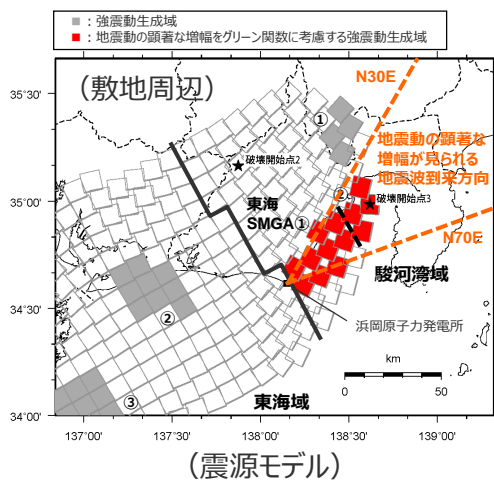 ■：強震動生成域
■：地震動の顕著な増幅をグリーン関数に考慮する強震動生成域
（敷地周辺）
N30E
35°30'
①
地震動の顕著な
増幅が見られる
地震波到来方向
★破壊開始点2
②
★破壊開始点3
35°00'
東海
SMGA①
N70E
駿河湾域
34°30'
②
浜岡原子力発電所
km
0
50
③
東海域
34°00'
137°00'
137°30'
138°00'
138°30'
139°00'
（震源モデル）